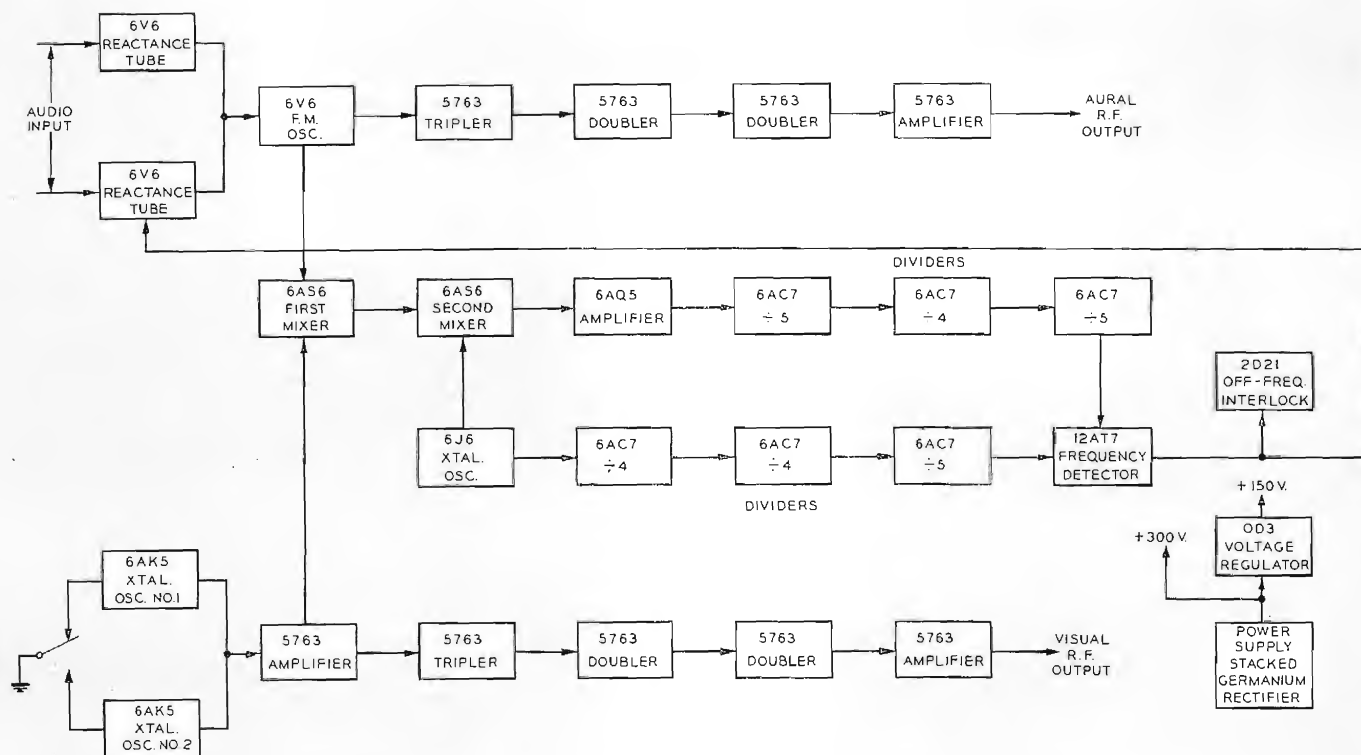 6V6
REACTANCE
TUBE
AUDIO
INPUT
6V6
REACTANCE
TUBE
6V6
F.M.
OSC.
5763
TRIPLER
5763
DOUBLER
5763
DOUBLER
5763
AMPLIFIER
AURAL
R.F.
OUTPUT
DIVIDERS
6AS6
FIRST
MIXER
6AS6
SECOND
MIXER
6AQ5
AMPLIFIER
6AC7
÷5
6AC7
÷4
6AC7
÷5
2D21
OFF-FREQ.
INTERLOCK
6J6
XTAL.
OSC.
6AC7
÷4
6AC7
÷4
6AC7
÷5
12AT7
FREQUENCY
DETECTOR
DIVIDERS
+150 V.
+300 V.
OD3
VOLTAGE
REGULATOR
6AK5
XTAL.
OSC. NO.1
5763
AMPLIFIER
5763
TRIPLER
5763
DOUBLER
5763
DOUBLER
5763
AMPLIFIER
VISUAL
R.F.
OUTPUT
POWER
SUPPLY
STACKED
GERMANIUM
RECTIFIER
6AK5
XTAL.
OSC. NO.2